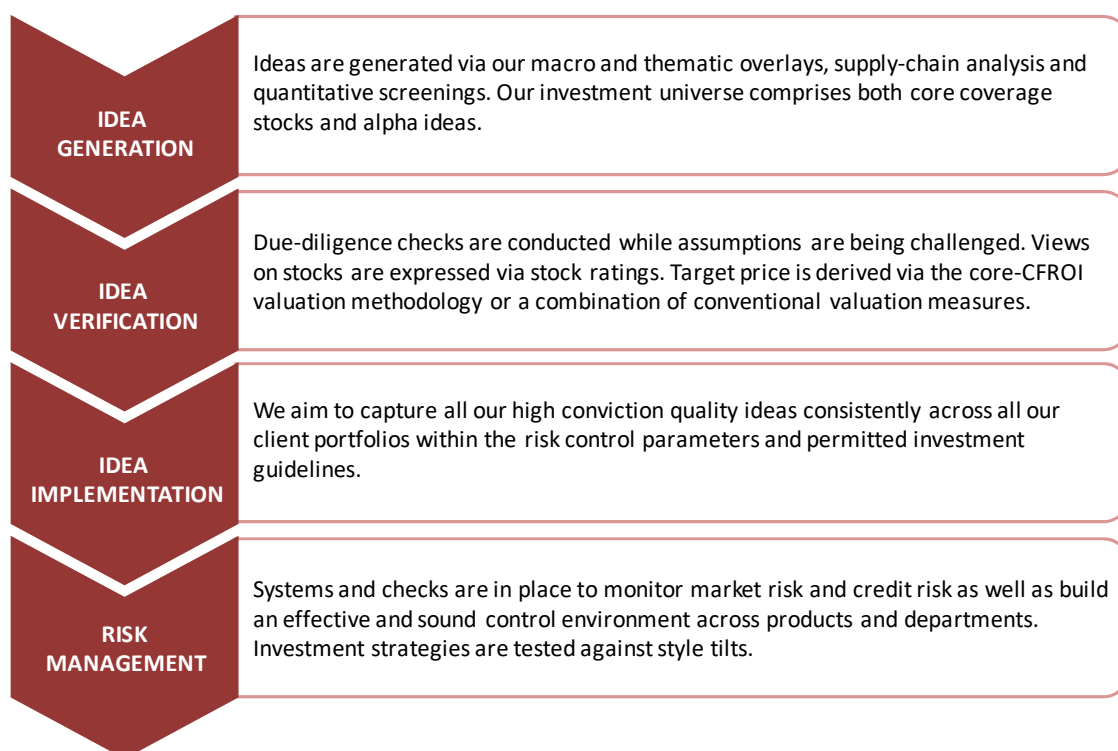 IDEA
GENERATION
Ideas are generated via our macro and thematic overlays, supply-chain analysis and
quantitative screenings. Our investment universe comprises both core coverage
stocks and alpha ideas.
IDEA
VERIFICATION
Due-diligence checks are conducted while assumptions are being challenged. Views
on stocks are expressed via stock ratings. Target price is derived via the core-CFROI
valuation methodology or a combination of conventional valuation measures.
IDEA
IMPLEMENTATION
We aim to capture all our high conviction quality ideas consistently across all our
client portfolios within the risk control parameters and permitted investment
guidelines.
RISK
MANAGEMENT
Systems and checks are in place to monitor market risk and credit risk as well as build
an effective and sound control environment across products and departments.
Investment strategies are tested against style tilts.